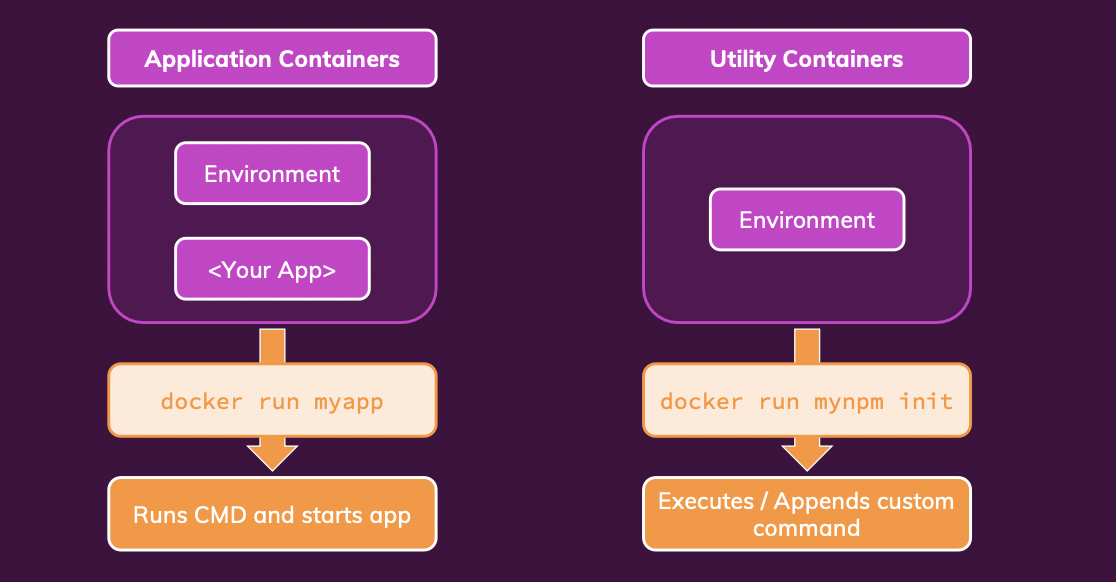 Application Containers
Environment
<Your App>
docker run myapp
Runs CMD and starts app
Utility Containers
Environment
docker run mynpm init
Executes / Appends custom
command